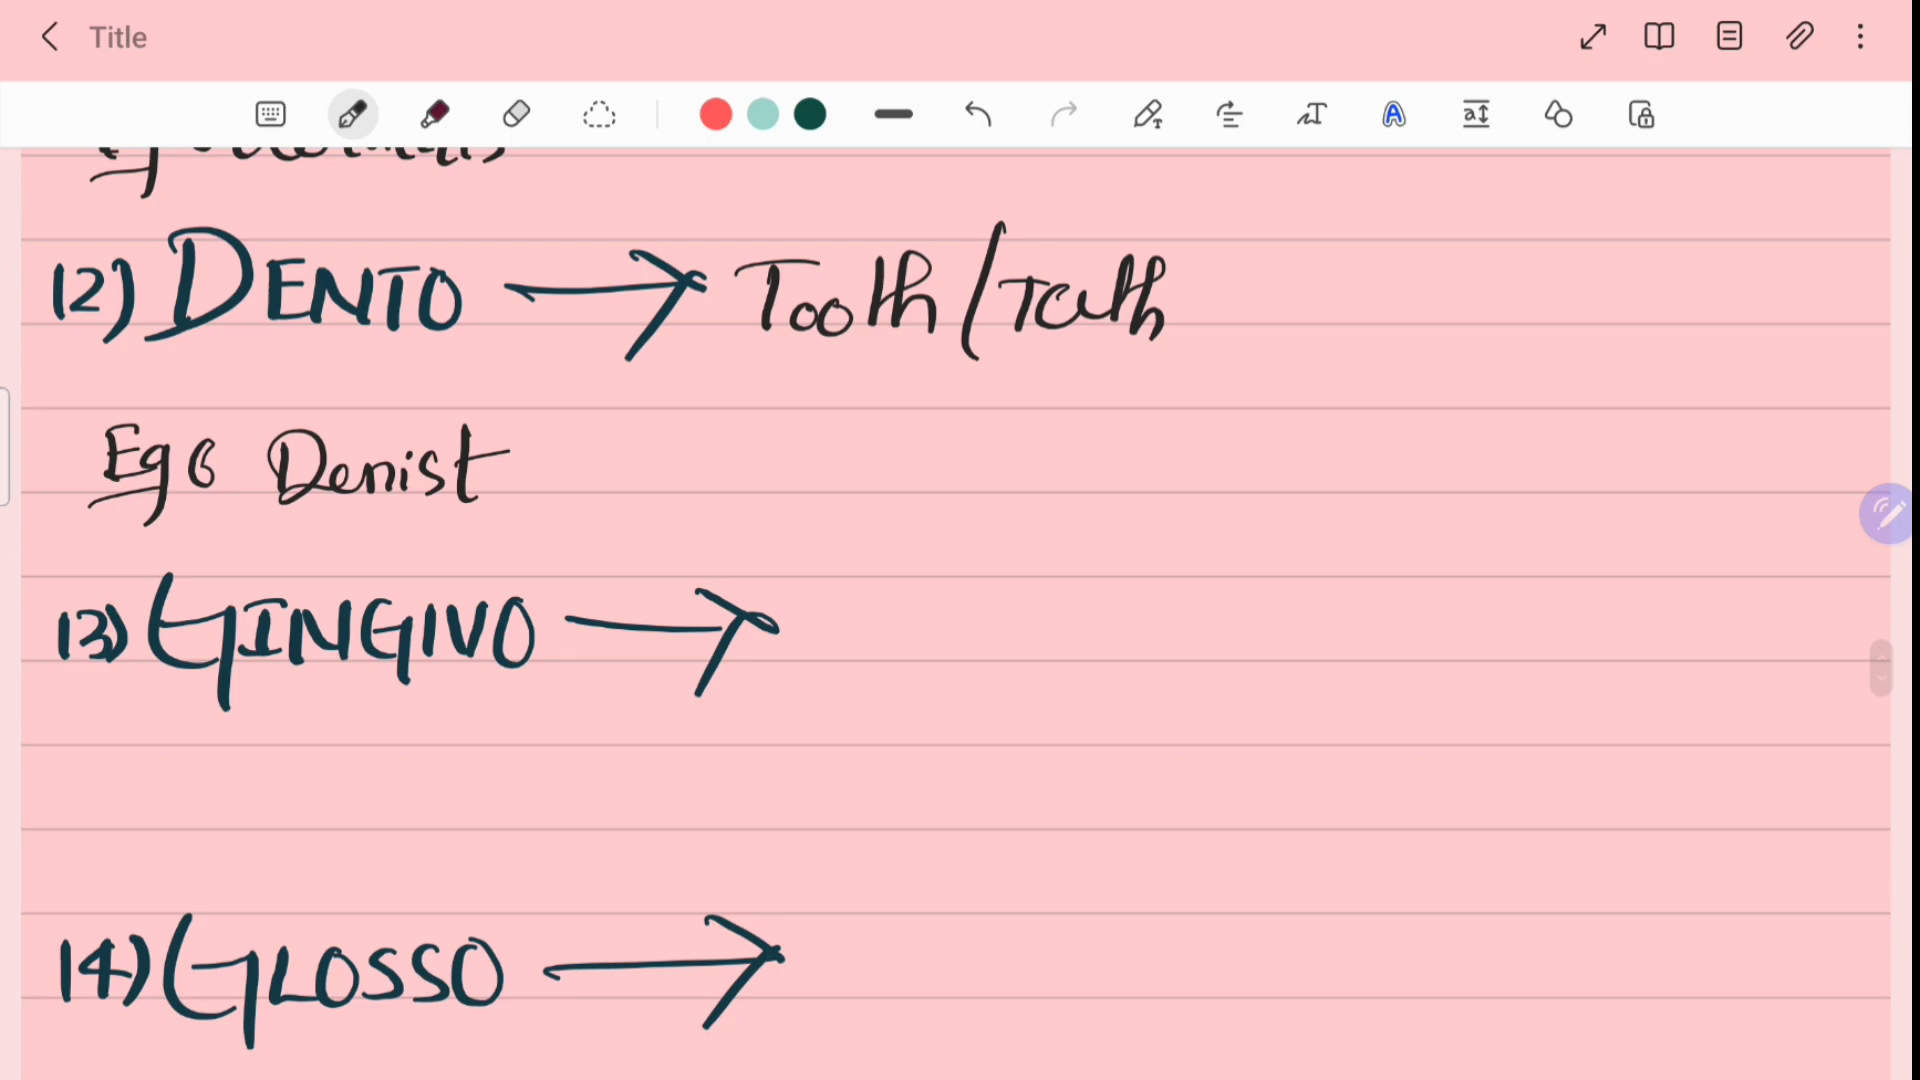 Title
12) DENTO → Tooth/Teeth
Eg: Denist
13) GINGIVO →
14) GLOSSO →